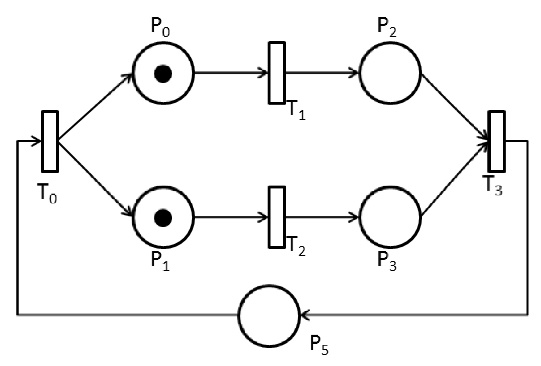 P₀
P₂
T₁
T₀
T₃
P₁
T₂
P₃
P₅